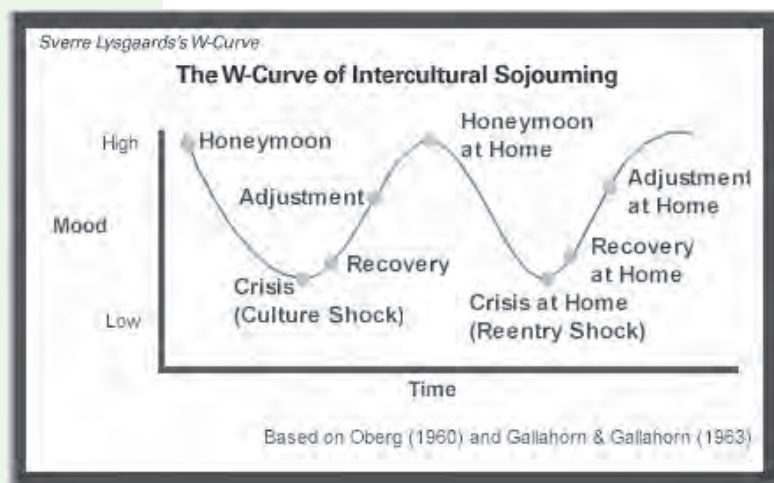 Sverre Lysgaards's W-Curve
The W-Curve of Intercultural Sojourning
High
Honeymoon
Honeymoon
at Home
Adjustment
Adjustment
at Home
Mood
Recovery
Recovery
at Home
Crisis
(Culture Shock)
Crisis at Home
(Reentry Shock)
Low
Time
Based on Oberg (1960) and Gallahorn & Gallahorn (1963)